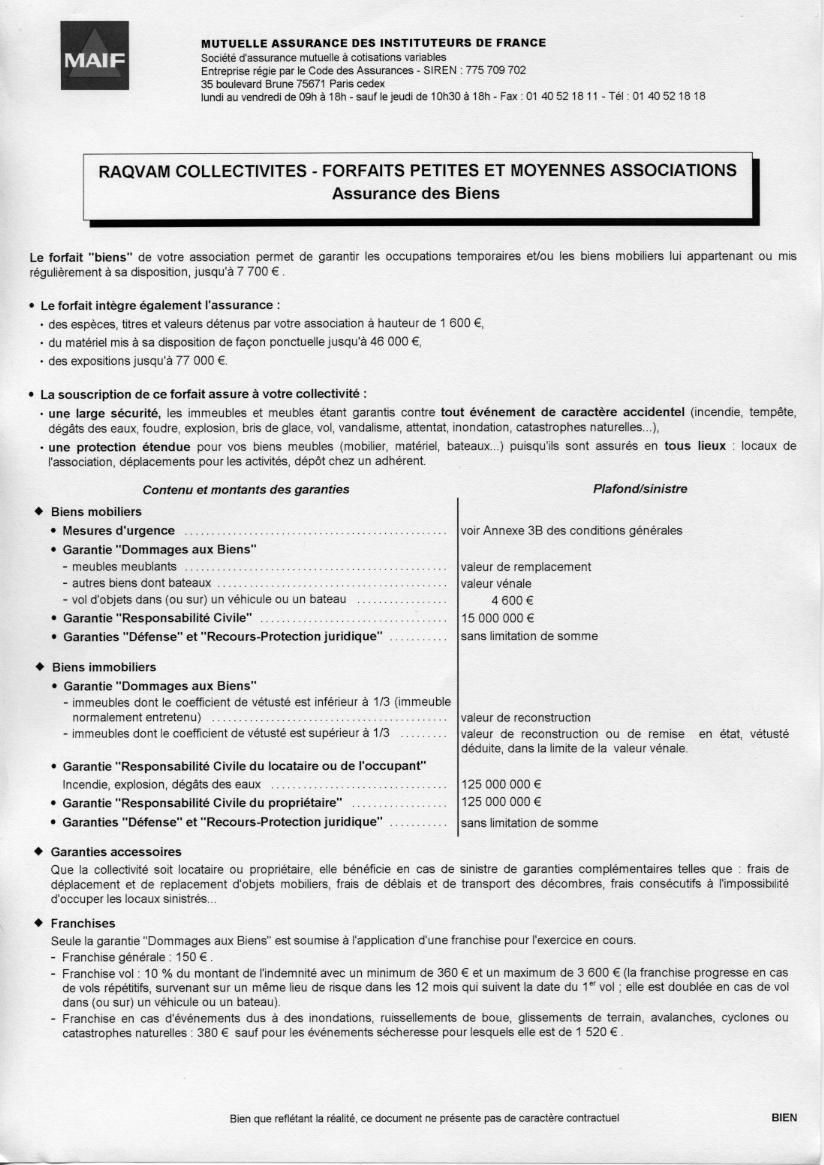 MAIF
MUTUELLE ASSURANCE DES INSTITUTEURS DE FRANCE
Société d'assurance mutuelle à cotisations variables
Entreprise régie par le Code des Assurances - SIREN : 775 709 702
35 boulevard Brune 75671 Paris cedex
lundi au vendredi de 09h à 18h - sauf le jeudi de 10h30 à 18h - Fax : 01 40 52 18 11 - Tél : 01 40 52 18 18
RAQVAM COLLECTIVITES - FORFAITS PETITES ET MOYENNES ASSOCIATIONS
Assurance des Biens
Le forfait "biens" de votre association permet de garantir les occupations temporaires et/ou les biens mobiliers lui appartenant ou mis
régulièrement à sa disposition, jusqu'à 7 700 € .
• Le forfait intègre également l'assurance :
· des espèces, titres et valeurs détenus par votre association à hauteur de 1 600 €,
· du matériel mis à sa disposition de façon ponctuelle jusqu'à 46 000 €,
· des expositions jusqu'à 77 000 €.
• La souscription de ce forfait assure à votre collectivité :
· une large sécurité, les immeubles et meubles étant garantis contre tout événement de caractère accidentel (incendie, tempête,
dégâts des eaux, foudre, explosion, bris de glace, vol, vandalisme, attentat, inondation, catastrophes naturelles...),
· une protection étendue pour vos biens meubles (mobilier, matériel, bateaux...) puisqu'ils sont assurés en tous lieux : locaux de
l'association, déplacements pour les activités, dépôt chez un adhérent.
Contenu et montants des garanties Plafond/sinistre
◆ Biens mobiliers
• Mesures d'urgence ................................................ voir Annexe 3B des conditions générales
• Garantie "Dommages aux Biens"
- meubles meublants ................................................ valeur de remplacement
- autres biens dont bateaux .......................................... valeur vénale
- vol d'objets dans (ou sur) un véhicule ou un bateau ................. 4 600 €
• Garantie "Responsabilité Civile" ................................... 15 000 000 €
• Garanties "Défense" et "Recours-Protection juridique" ........... sans limitation de somme
◆ Biens immobiliers
• Garantie "Dommages aux Biens"
- immeubles dont le coefficient de vétusté est inférieur à 1/3 (immeuble
normalement entretenu) ............................................ valeur de reconstruction
- immeubles dont le coefficient de vétusté est supérieur à 1/3 ......... valeur de reconstruction ou de remise en état, vétusté
déduite, dans la limite de la valeur vénale.
• Garantie "Responsabilité Civile du locataire ou de l'occupant"
Incendie, explosion, dégâts des eaux ................................ 125 000 000 €
• Garantie "Responsabilité Civile du propriétaire" .................. 125 000 000 €
• Garanties "Défense" et "Recours-Protection juridique" ........... sans limitation de somme
◆ Garanties accessoires
Que la collectivité soit locataire ou propriétaire, elle bénéficie en cas de sinistre de garanties complémentaires telles que : frais de
déplacement et de replacement d'objets mobiliers, frais de déblais et de transport des décombres, frais consécutifs à l'impossibilité
d'occuper les locaux sinistrés...
◆ Franchises
Seule la garantie "Dommages aux Biens" est soumise à l'application d'une franchise pour l'exercice en cours.
- Franchise générale : 150 € .
- Franchise vol : 10 % du montant de l'indemnité avec un minimum de 360 € et un maximum de 3 600 € (la franchise progresse en cas
de vols répétitifs, survenant sur un même lieu de risque dans les 12 mois qui suivent la date du 1er vol ; elle est doublée en cas de vol
dans (ou sur) un véhicule ou un bateau).
- Franchise en cas d'événements dus à des inondations, ruissellements de boue, glissements de terrain, avalanches, cyclones ou
catastrophes naturelles : 380 € sauf pour les événements sécheresse pour lesquels elle est de 1 520 € .
Bien que reflétant la réalité, ce document ne présente pas de caractère contractuel BIEN